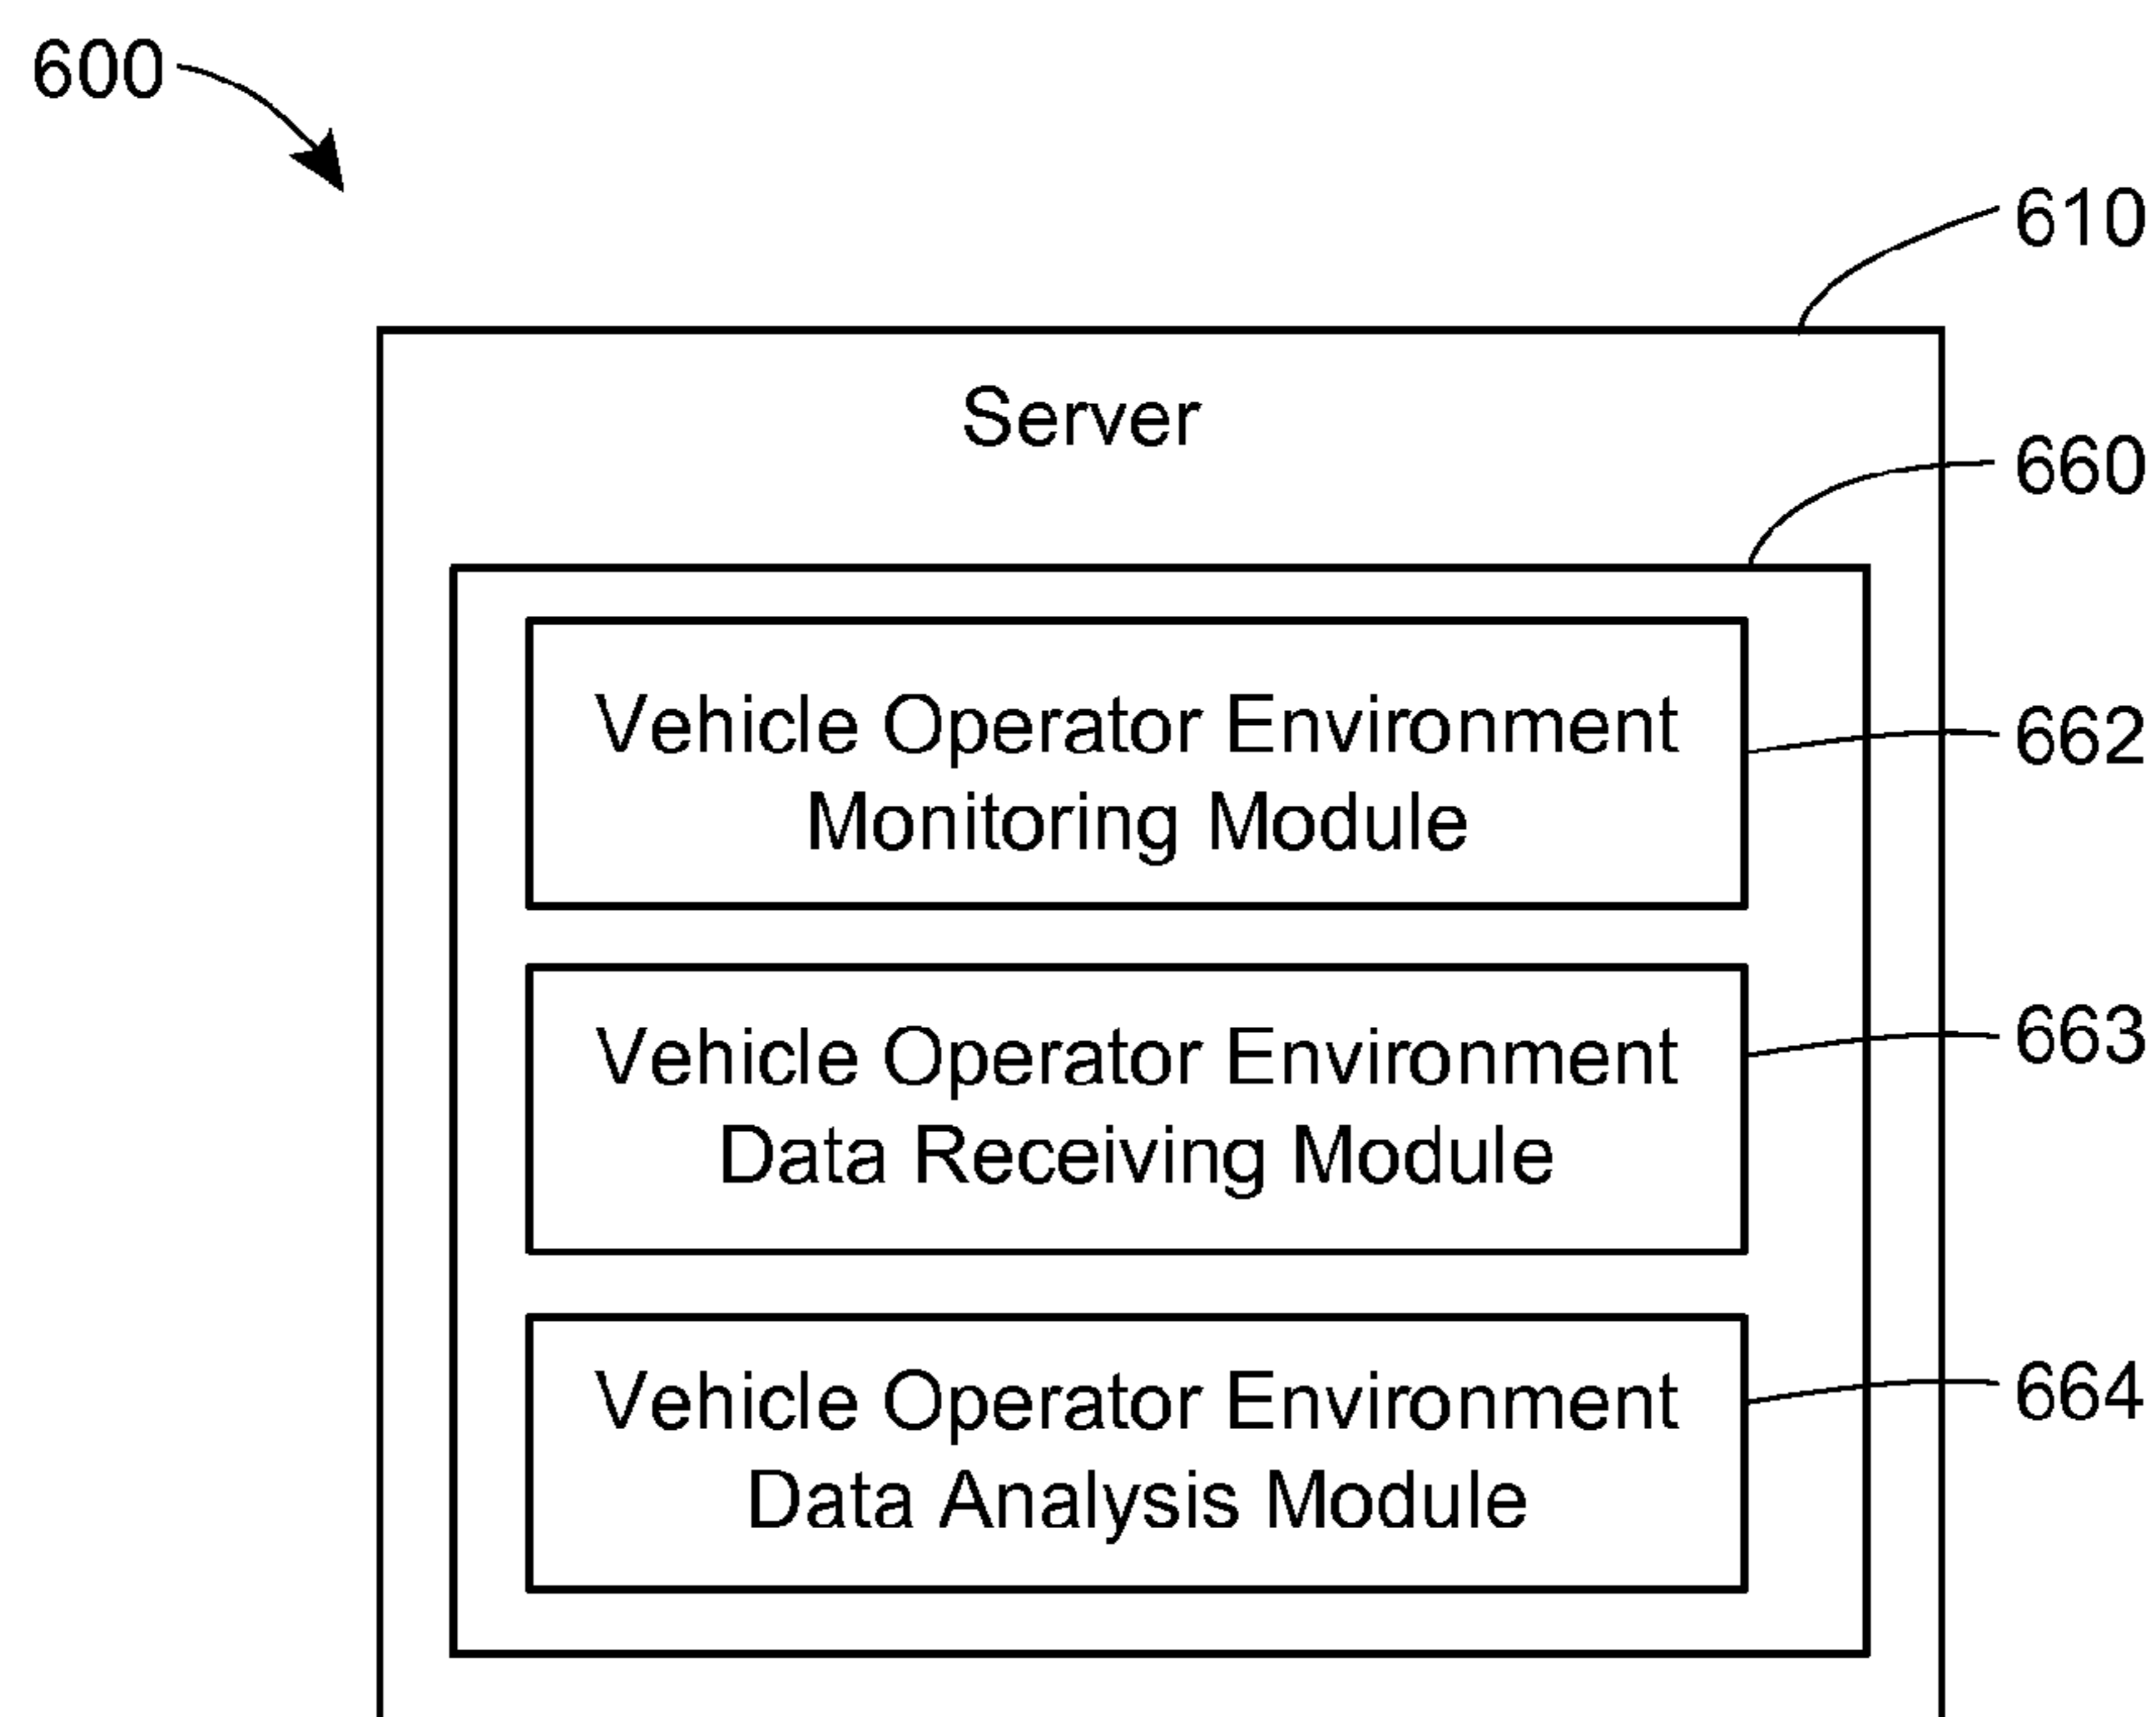 600
610
Server
660
Vehicle Operator Environment
Monitoring Module
662
Vehicle Operator Environment
Data Receiving Module
663
Vehicle Operator Environment
Data Analysis Module
664